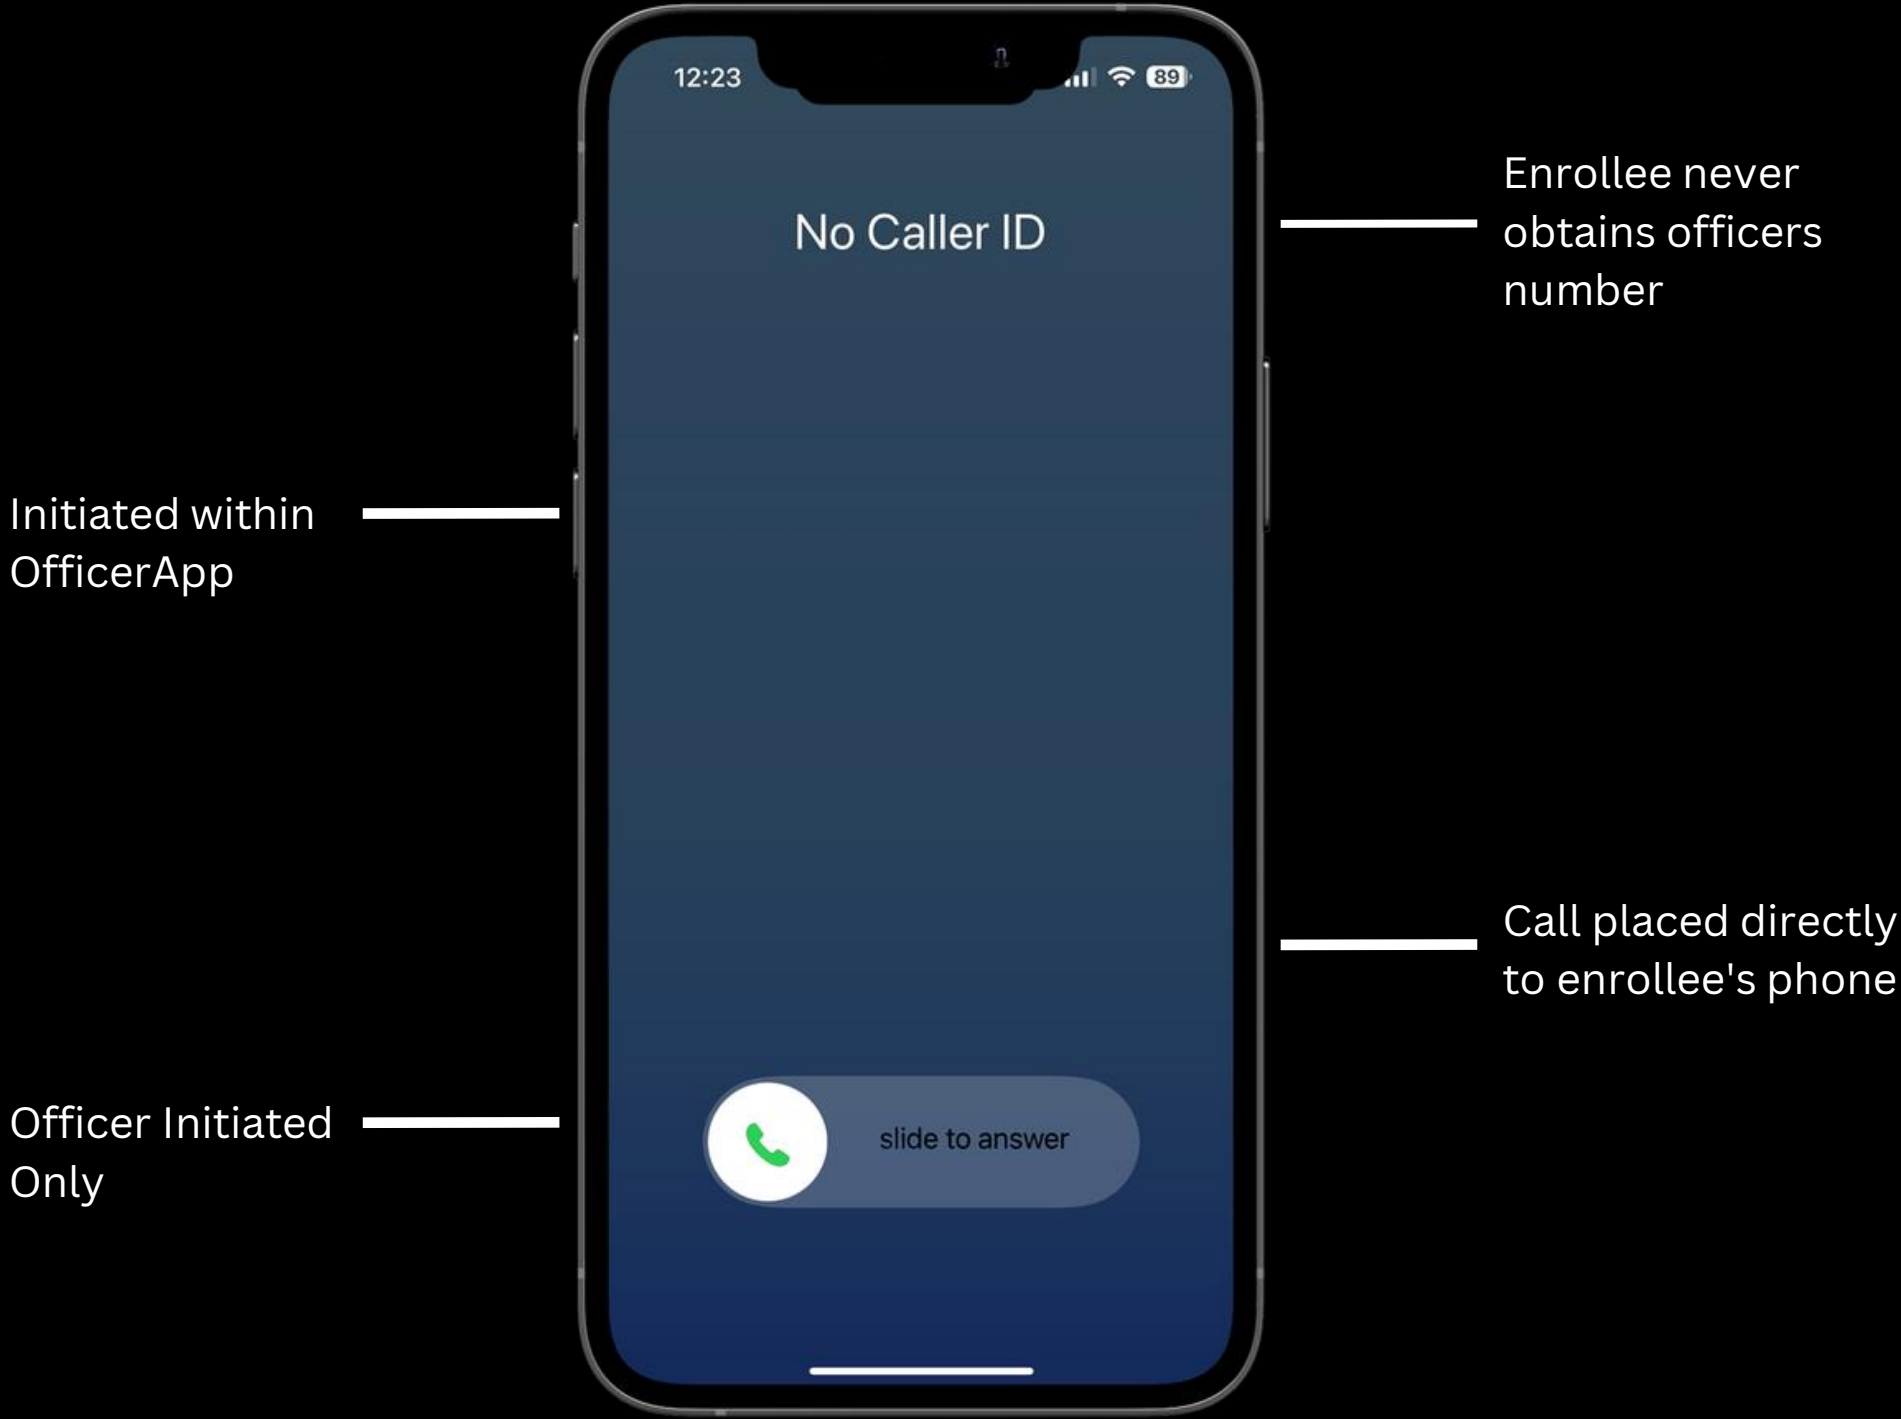 12:23
89
No Caller ID
Enrollee never
obtains officers
number
Initiated within
OfficerApp
Call placed directly
to enrollee's phone
Officer Initiated
Only
slide to answer